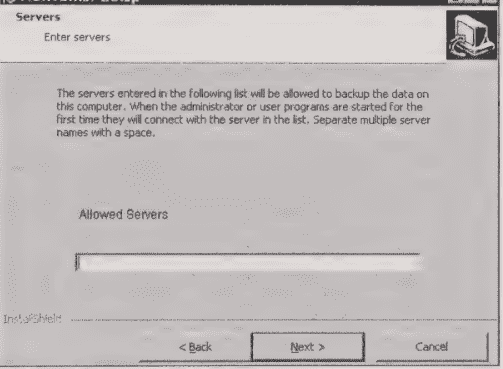 Setup
Servers
Enter servers
The servers entered in the following list will be allowed to backup the data on
this computer. When the administrator or user programs are started for the
first time they will connect with the server in the list. Separate multiple server
names with a space.
Allowed Servers
InstallShield
< Back
Next >
Cancel